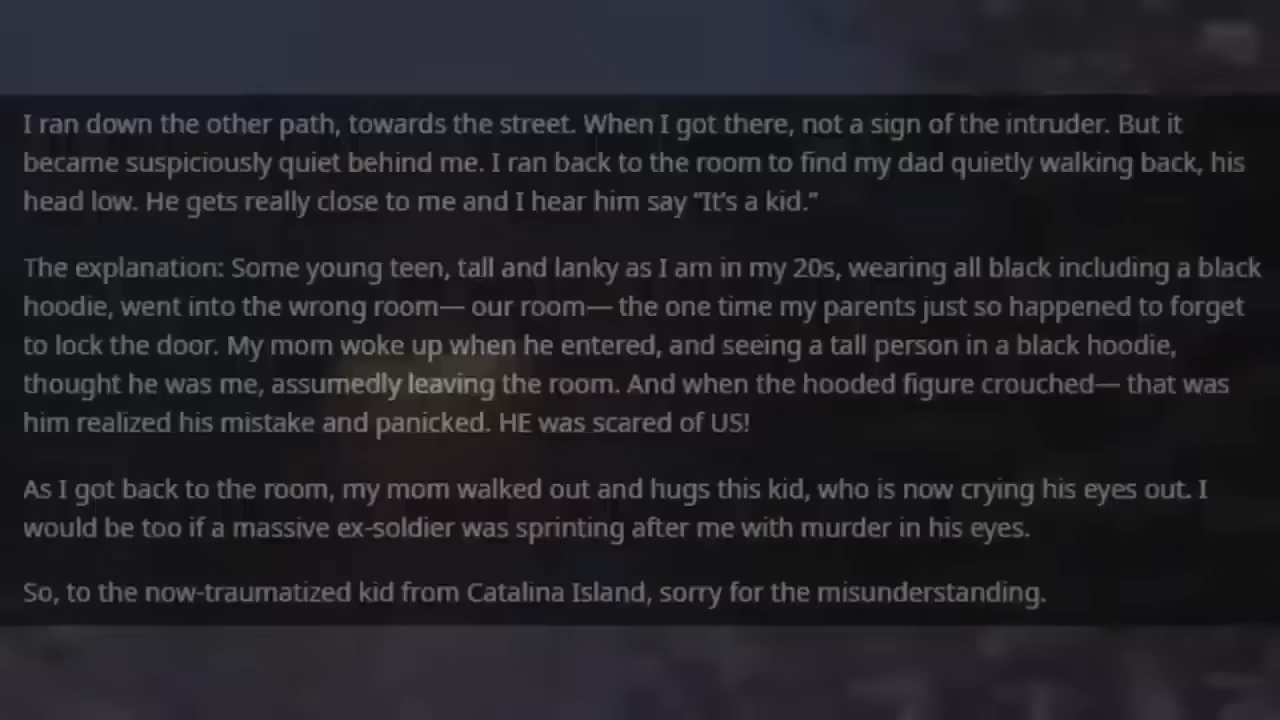 I ran down the other path, towards the street. When I got there, not a sign of the intruder. But it
became suspiciously quiet behind me. I ran back to the room to find my dad quietly walking back, his
head low. He gets really close to me and I hear him say “It’s a kid.”
The explanation: Some young teen, tall and lanky as I am in my 20s, wearing all black including a black
hoodie, went into the wrong room— our room— the one time my parents just so happened to forget
to lock the door. My mom woke up when he entered, and seeing a tall person in a black hoodie,
thought he was me, assumedly leaving the room. And when the hooded figure crouched— that was
him realized his mistake and panicked. HE was scared of US!
As I got back to the room, my mom walked out and hugs this kid, who is now crying his eyes out. I
would be too if a massive ex-soldier was sprinting after me with murder in his eyes.
So, to the now-traumatized kid from Catalina Island, sorry for the misunderstanding.